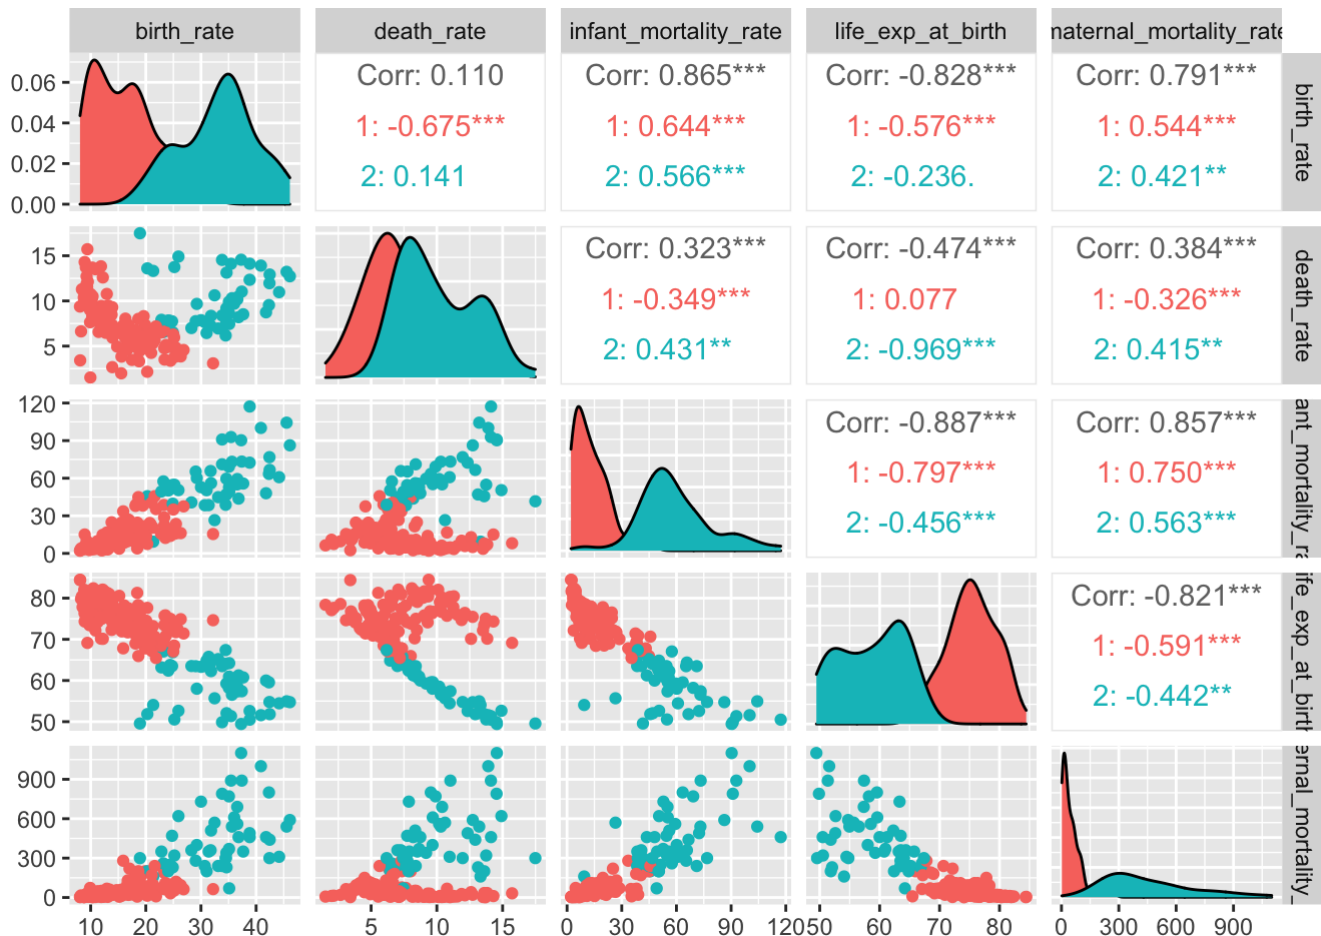 birth_rate death_rate infant_mortality_rate life_exp_at_birth maternal_mortality_rate
0.06
0.04
0.02
0.00
Corr: 0.110
1: -0.675***
2: 0.141
Corr: 0.865***
1: 0.644***
2: 0.566***
Corr: -0.828***
1: -0.576***
2: -0.236.
Corr: 0.791***
1: 0.544***
2: 0.421**
birth_rate
15
10
5
Corr: 0.323***
1: -0.349***
2: 0.431**
Corr: -0.474***
1: 0.077
2: -0.969***
Corr: 0.384***
1: -0.326***
2: 0.415**
death_rate
120
90
60
30
0
Corr: -0.887***
1: -0.797***
2: -0.456***
Corr: 0.857***
1: 0.750***
2: 0.563***
ant_mortality_ra
80
70
60
50
Corr: -0.821***
1: -0.591***
2: -0.442**
ife_exp_at_birth
900
600
300
0
ernal_mortality_
10 20 30 40
5 10 15
0 30 60 90 120
50 60 70 80
0 300 600 900